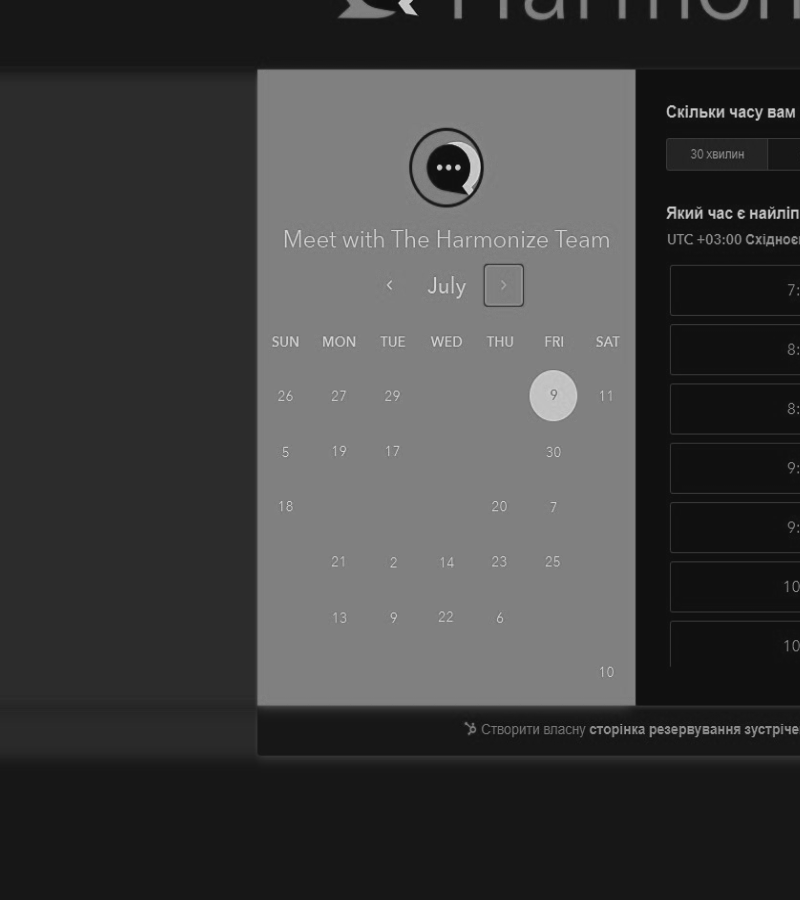 Meet with The Harmonize Team
July
SUN MON TUE WED THU FRI SAT
26 27 29 9 11
5 19 17 30
18 20 7
21 2 14 23 25
13 9 22 6
10
Скільки часу вам
30 хвилин
Який час є найліп
UTC +03:00 Східноє
7:
8:
8:
9:
9:
10
10
Створити власну сторінка резервування зустріче